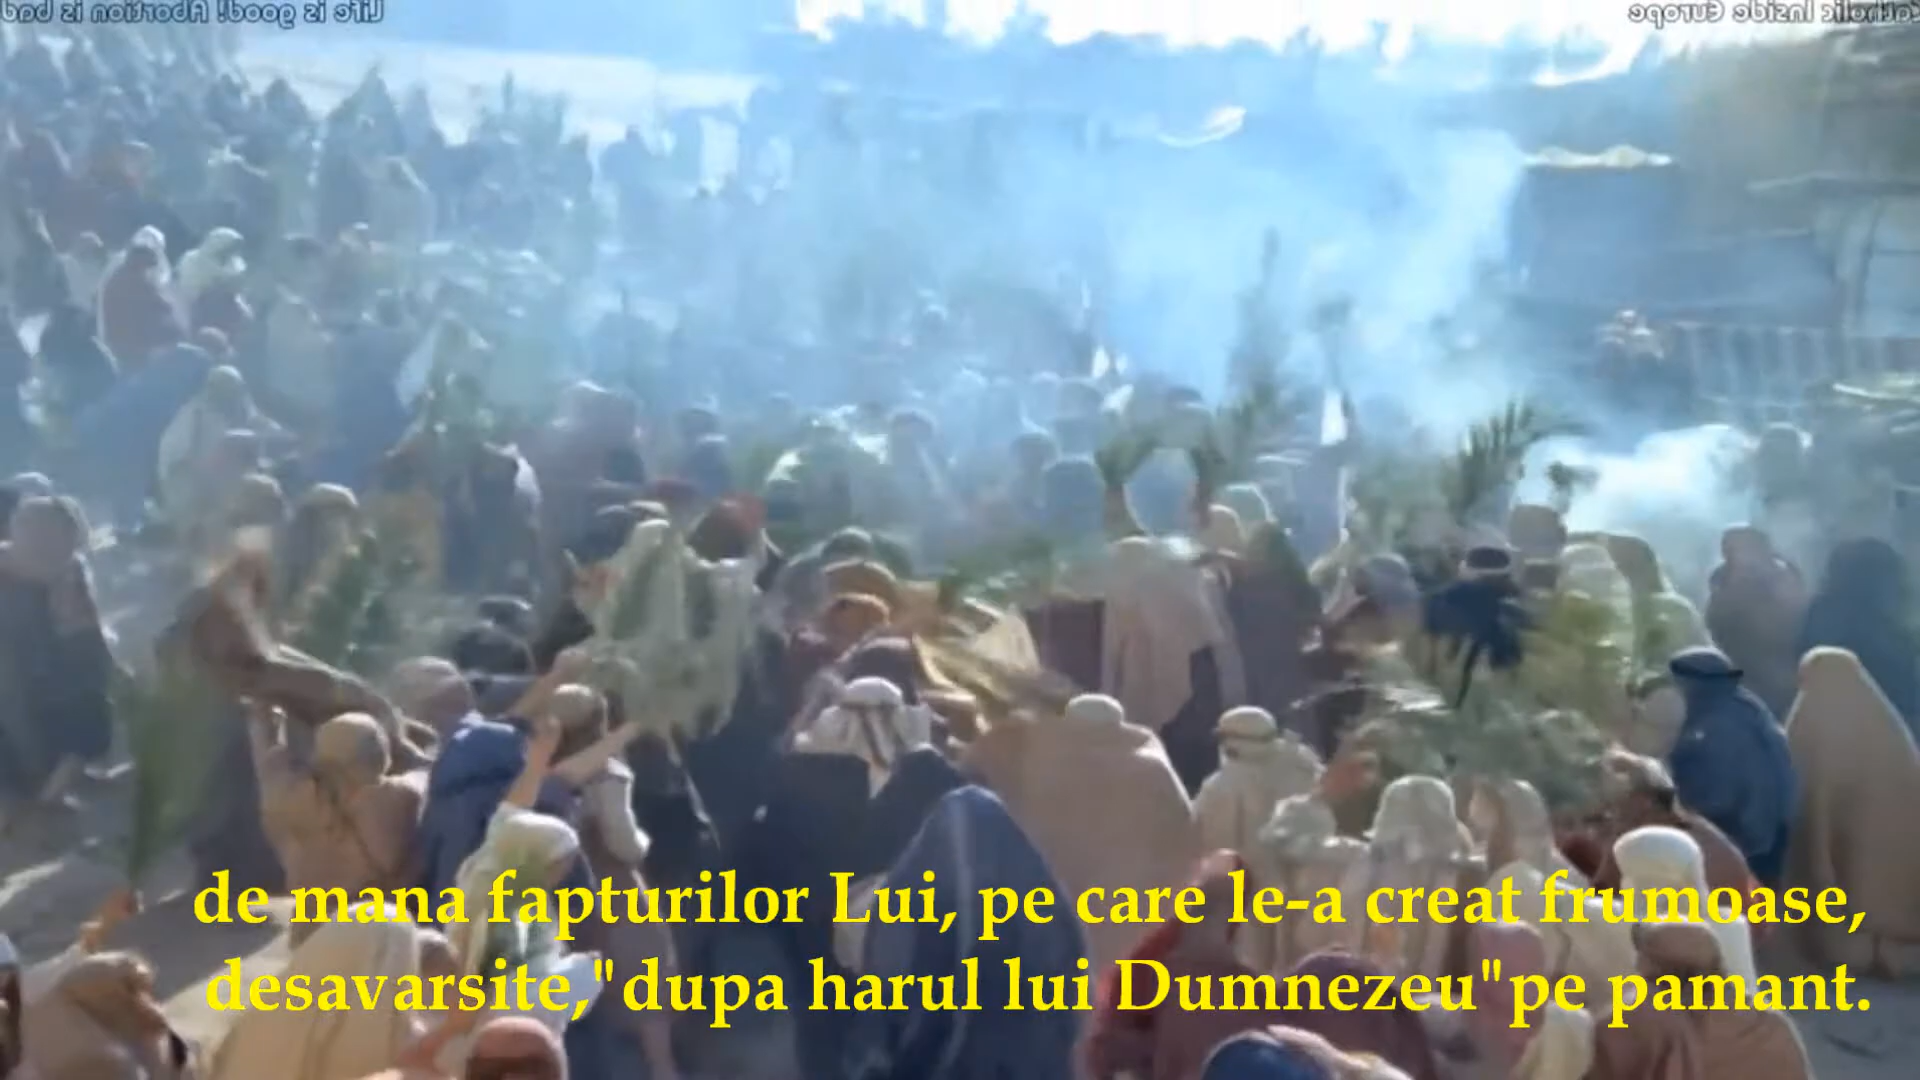 Life is good! Abortion is bad
Catholic Inside Europe
de mana fapturilor Lui, pe care le-a creat frumoase,
desavarsite,"dupa harul lui Dumnezeu"pe pamant.